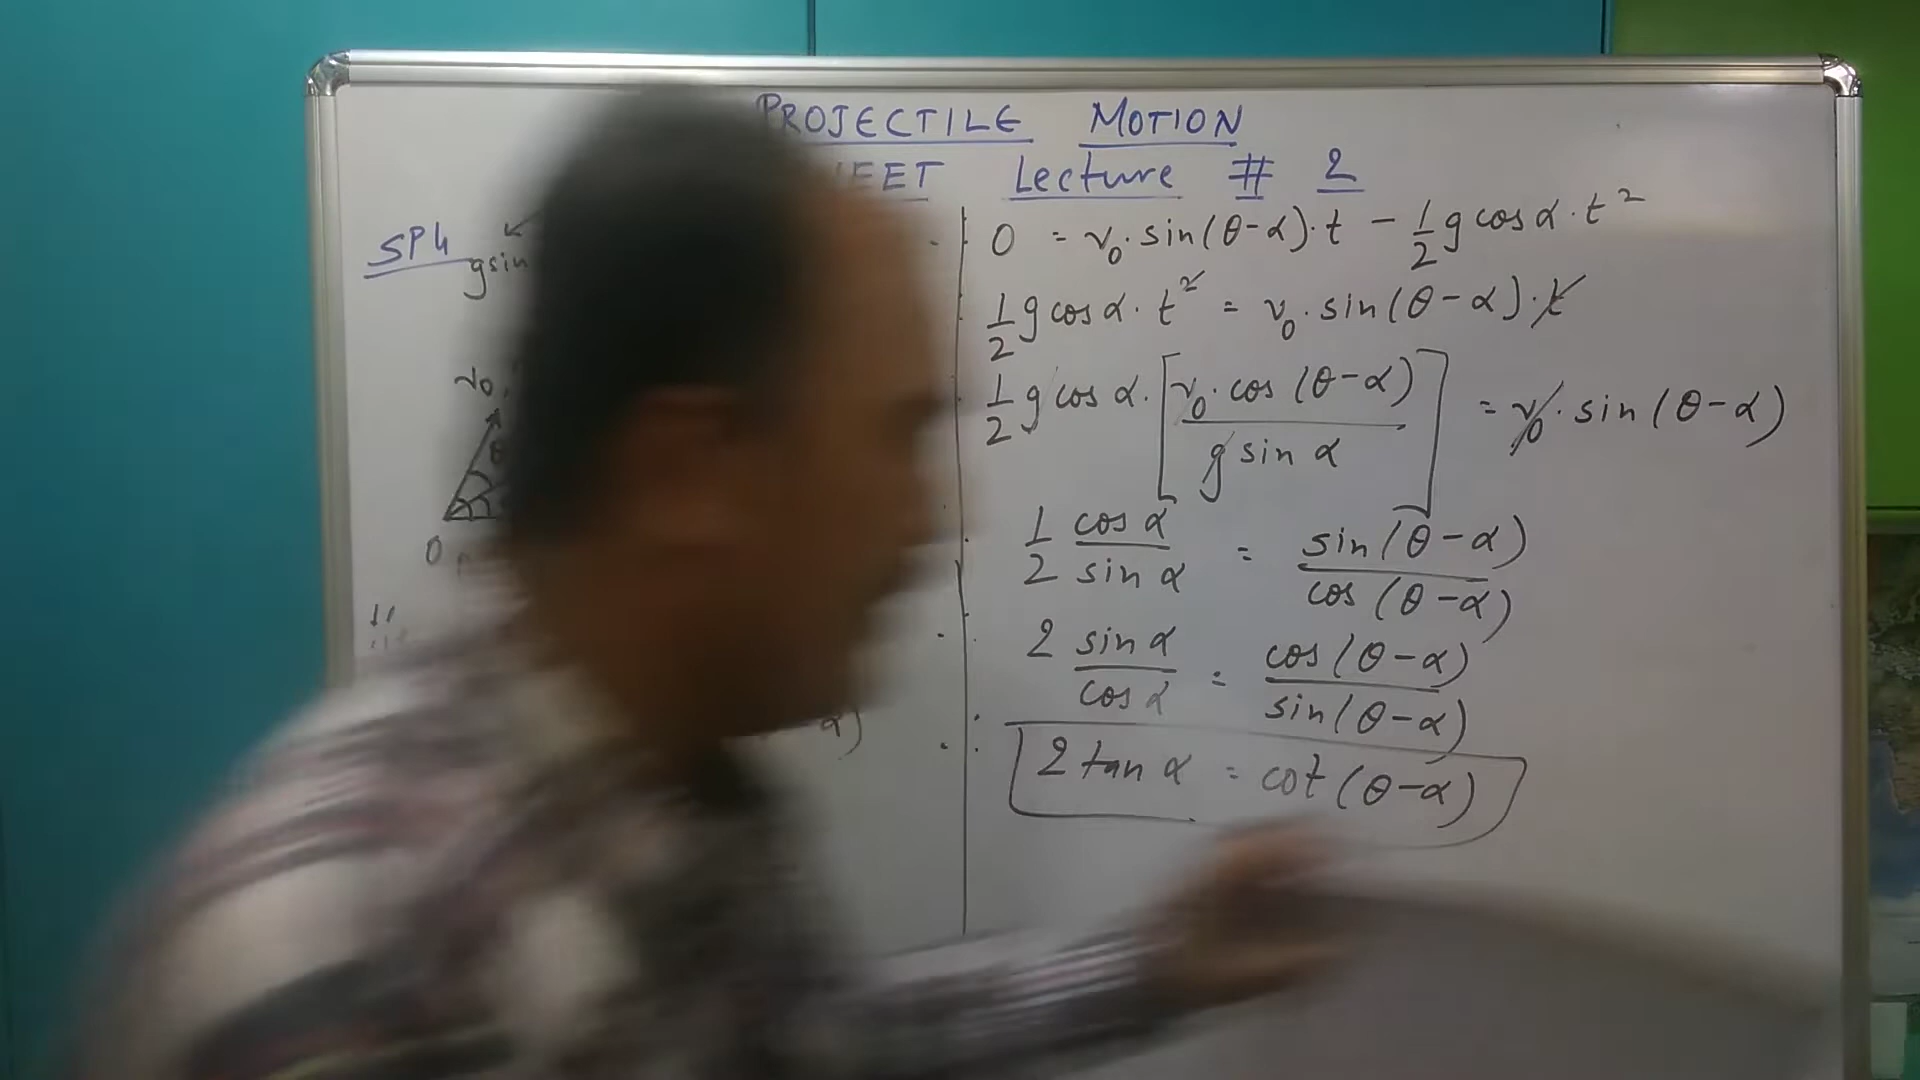 PROJECTILE MOTION
Lecture # 2
SP4
g sin
v₀
θ
O
α)
0 = v₀ · sin(θ-α) · t - 1/2 g cos α · t²
1/2 g cos α · t² = v₀ · sin(θ-α) · t
1/2 g cos α · [v₀ · cos(θ-α) / g sin α] = v₀ · sin(θ-α)
1/2 cos α / sin α = sin(θ-α) / cos(θ-α)
2 sin α / cos α = cos(θ-α) / sin(θ-α)
2 tan α = cot(θ-α)